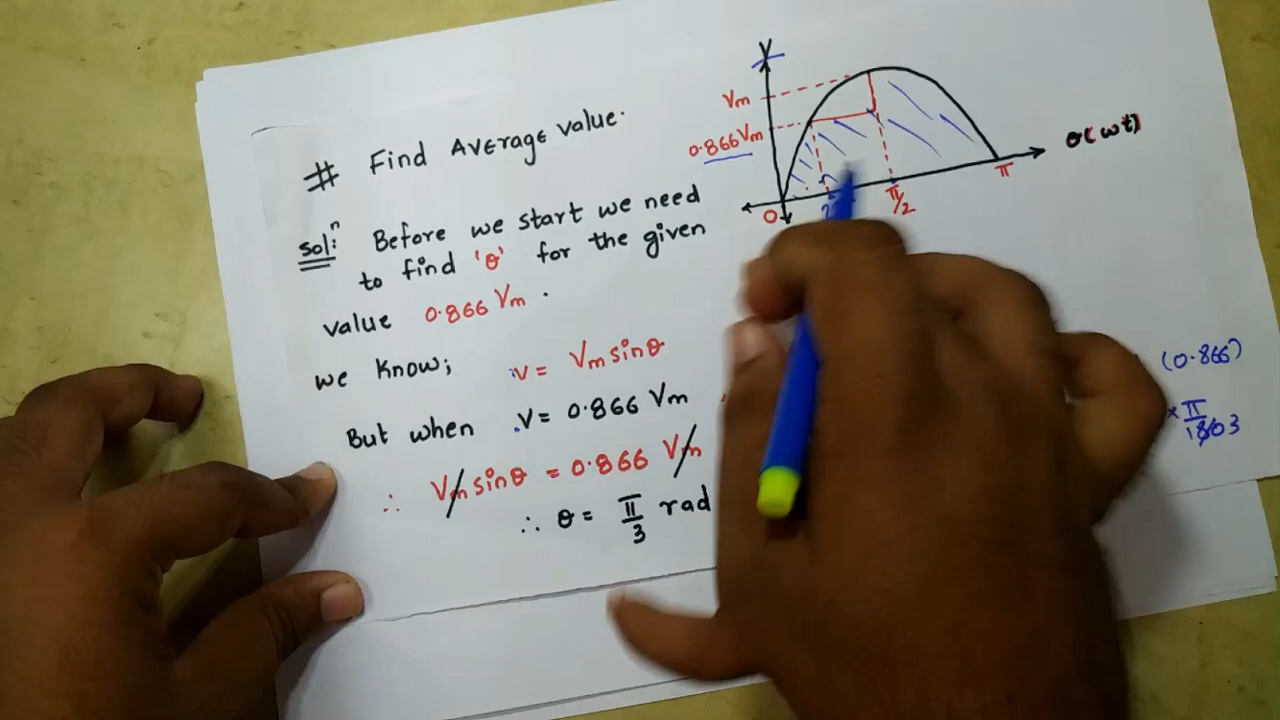 # Find Average value.
Solⁿ: Before we start we need
to find 'θ' for the given
value 0.866 Vm.
we know; v = Vm sinθ
But when v = 0.866 Vm
∴ Vm sinθ = 0.866 Vm
∴ θ = π/3 rad
V
Vm
0.866Vm
0
π/2
π
θ(ωt)
(0.866)
× π/180 3